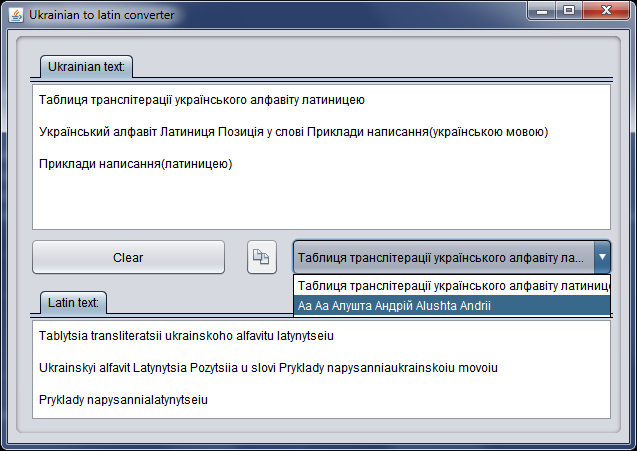 Ukrainian to latin converter
Ukrainian text:
Таблиця транслітерації українського алфавіту латиницею
Український алфавіт Латиниця Позиція у слові Приклади написання(українською мовою)
Приклади написання(латиницею)
Clear
Таблиця транслітерації українського алфавіту ла...
Таблиця транслітерації українського алфавіту латинице
Аа Аа Алушта Андрій Alushta Andrii
Latin text:
Tablytsia transliteratsii ukrainskoho alfavitu latynytseiu
Ukrainskyi alfavit Latynytsia Pozytsiia u slovi Pryklady napysanniaukrainskoiu movoiu
Pryklady napysannialatynytseiu